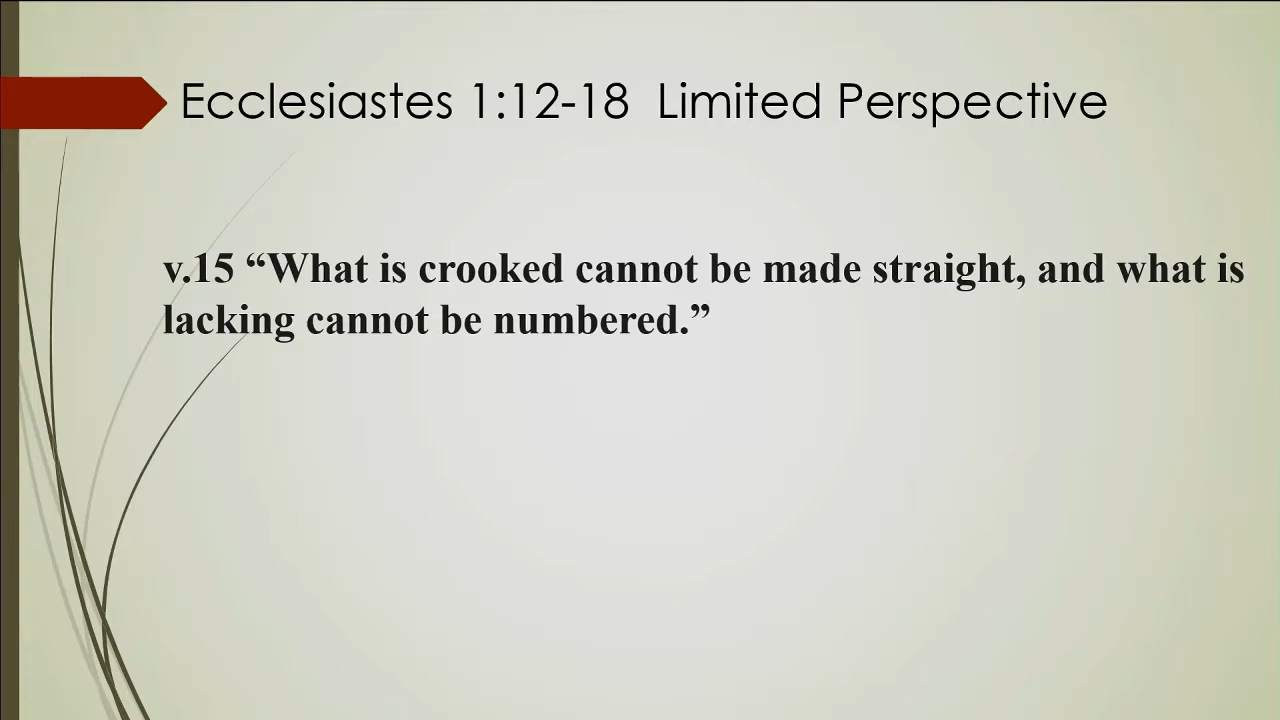 Ecclesiastes 1:12-18  Limited Perspective
v.15 “What is crooked cannot be made straight, and what is
lacking cannot be numbered.”